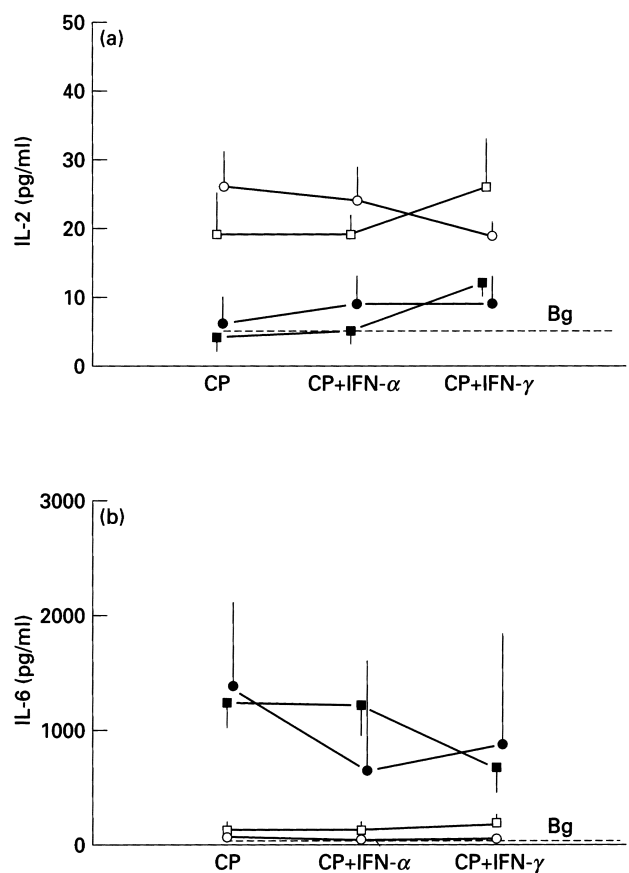 50
(a)
40
30
20
10
0
IL-2 (pg/ml)
Bg
CP
CP+IFN-α
CP+IFN-γ
3000
(b)
2000
1000
0
IL-6 (pg/ml)
Bg
CP
CP+IFN-α
CP+IFN-γ